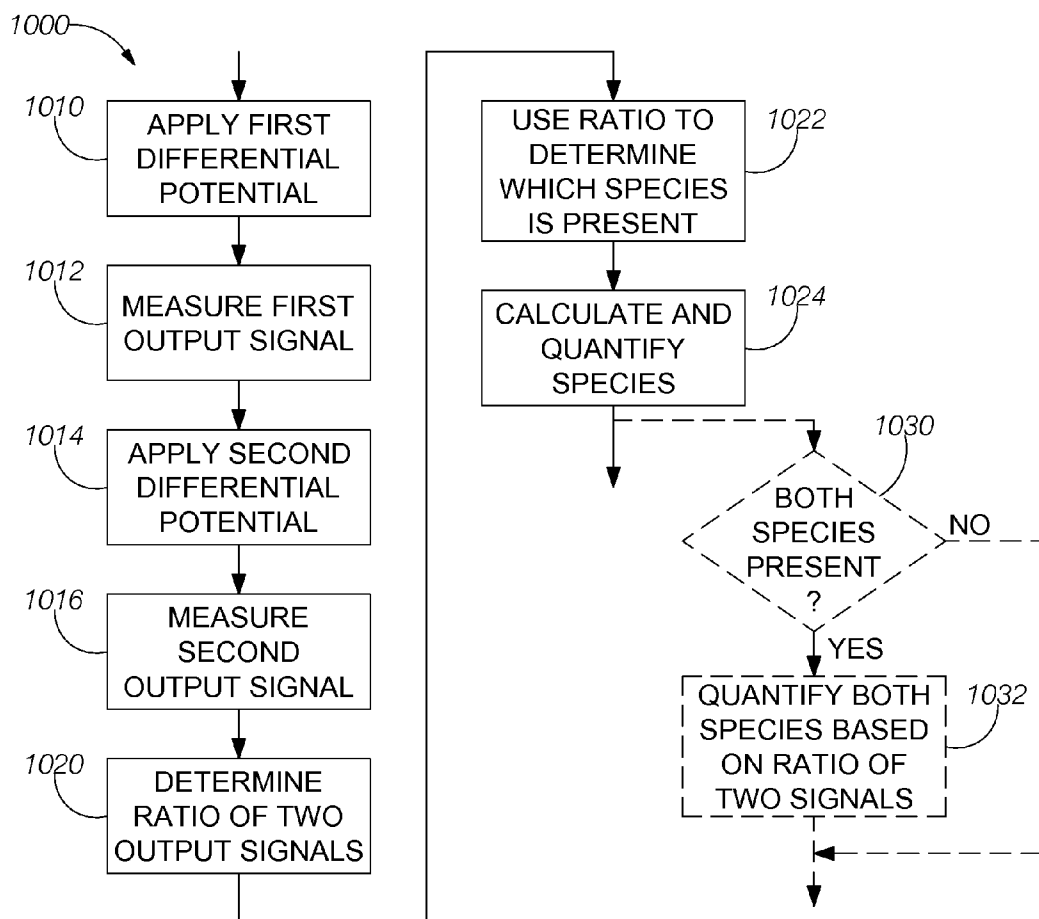 1000
1010
APPLY FIRST
DIFFERENTIAL
POTENTIAL
1012
MEASURE FIRST
OUTPUT SIGNAL
1014
APPLY SECOND
DIFFERENTIAL
POTENTIAL
1016
MEASURE
SECOND
OUTPUT SIGNAL
1020
DETERMINE
RATIO OF TWO
OUTPUT SIGNALS
1022
USE RATIO TO
DETERMINE
WHICH SPECIES
IS PRESENT
1024
CALCULATE AND
QUANTIFY
SPECIES
1030
BOTH
SPECIES
PRESENT
?
NO
YES
1032
QUANTIFY BOTH
SPECIES BASED
ON RATIO OF
TWO SIGNALS